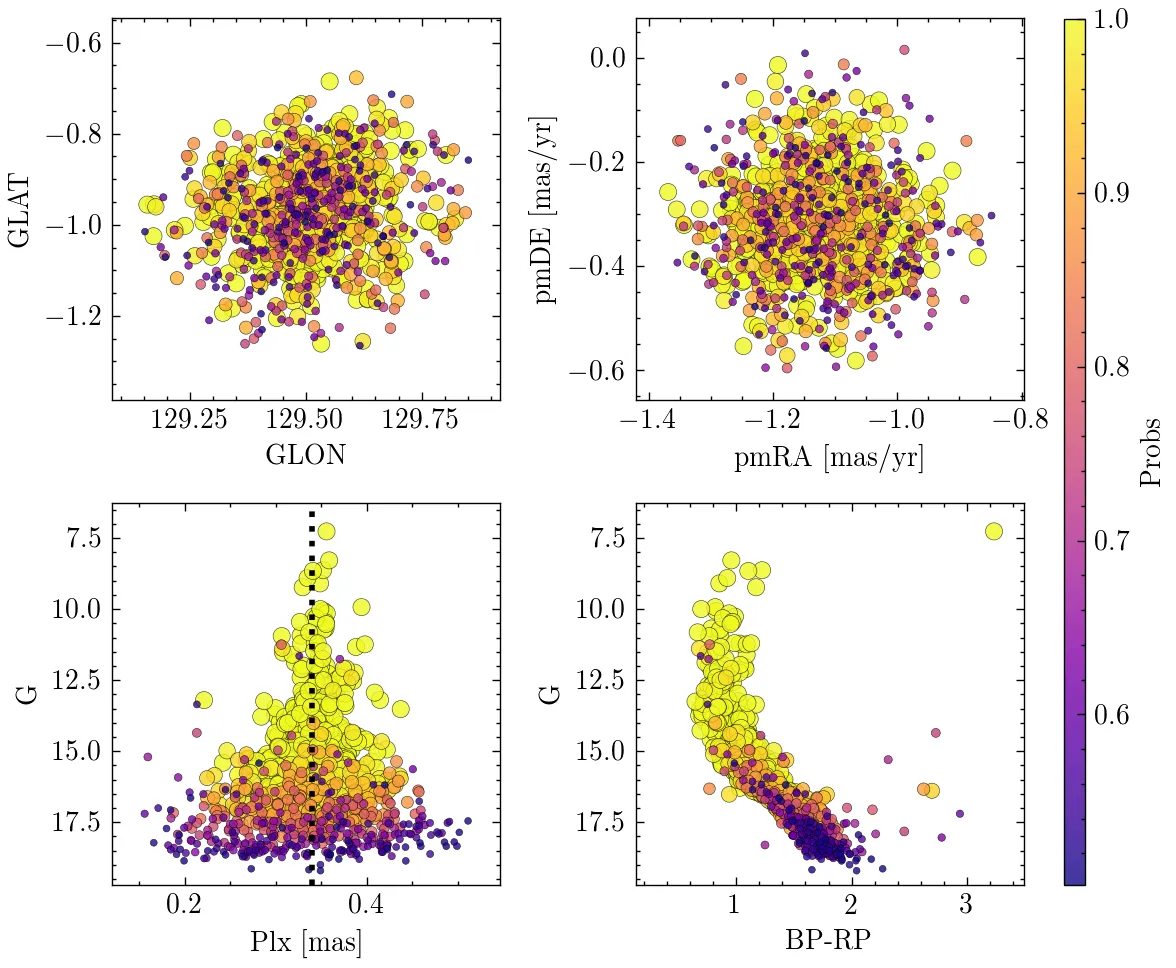 −0.6
−0.8
−1.0
−1.2
GLAT
129.25 129.50 129.75
GLON
0.0
−0.2
−0.4
−0.6
pmDE [mas/yr]
−1.4 −1.2 −1.0 −0.8
pmRA [mas/yr]
7.5
10.0
12.5
15.0
17.5
G
0.2 0.4
Plx [mas]
7.5
10.0
12.5
15.0
17.5
G
1 2 3
BP-RP
1.0
0.9
0.8
0.7
0.6
Probs